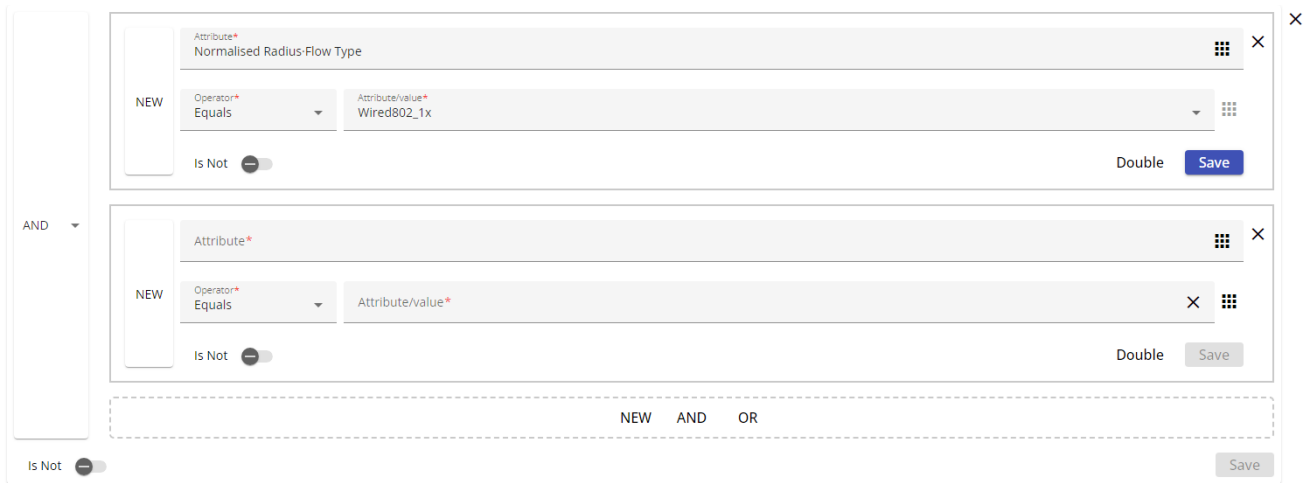 Attribute*
Normalised Radius·Flow Type
NEW
Operator*
Equals
Attribute/value*
Wired802_1x
Is Not
Double
Save
AND
Attribute*
NEW
Operator*
Equals
Attribute/value*
Is Not
Double
Save
NEW AND OR
Is Not
Save